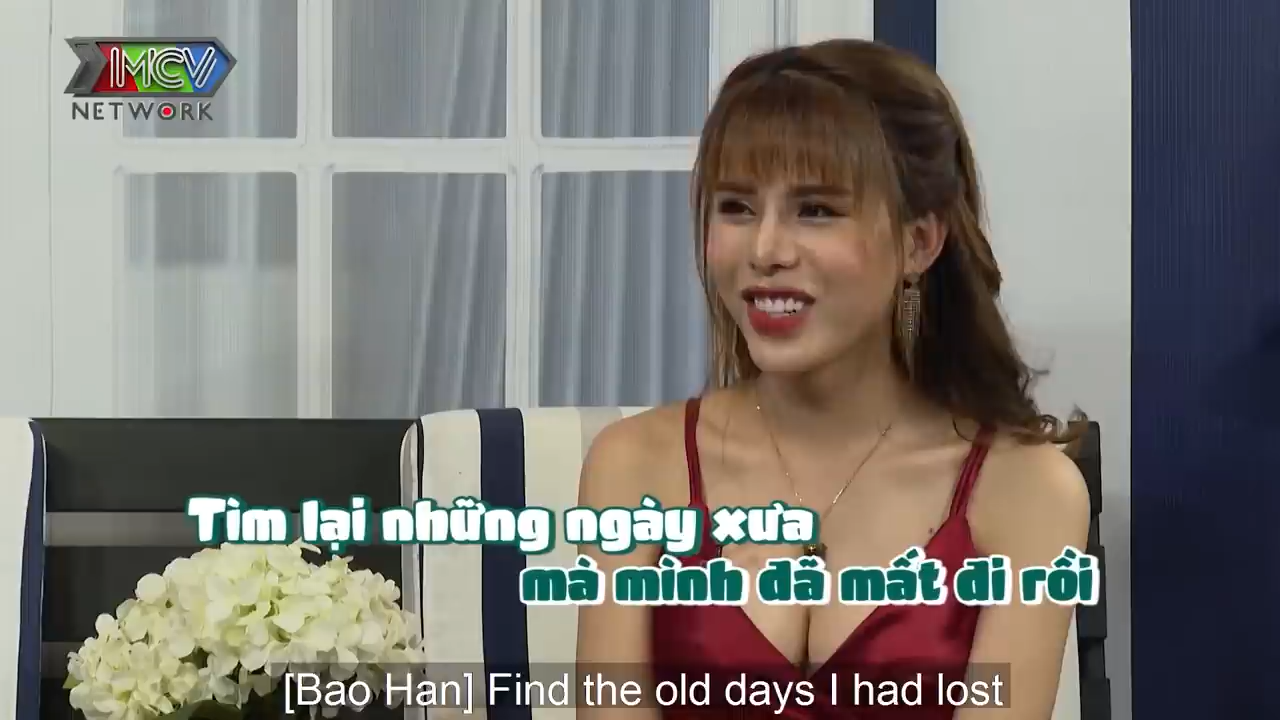 MCV
NETWORK
Tìm lại những ngày xưa
mà mình đã mất đi rồi
[Bao Han] Find the old days I had lost